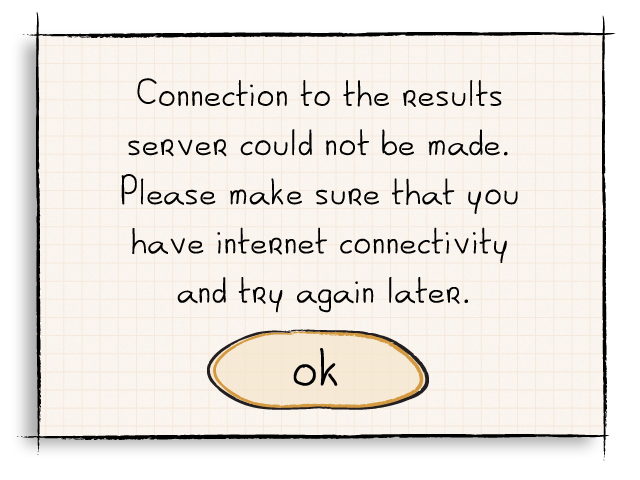 Connection to the results
server could not be made.
Please make sure that you
have internet connectivity
and try again later.
ok